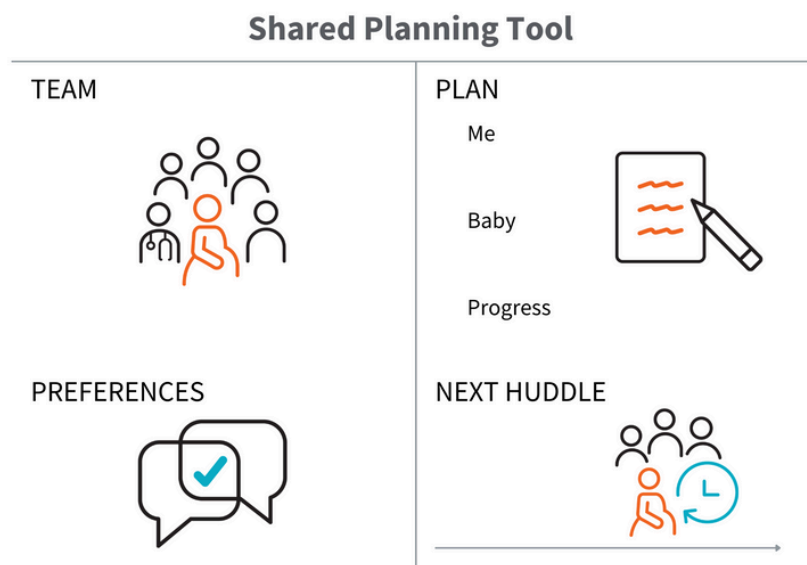 Shared Planning Tool
TEAM
PLAN
Me
Baby
Progress
PREFERENCES
NEXT HUDDLE